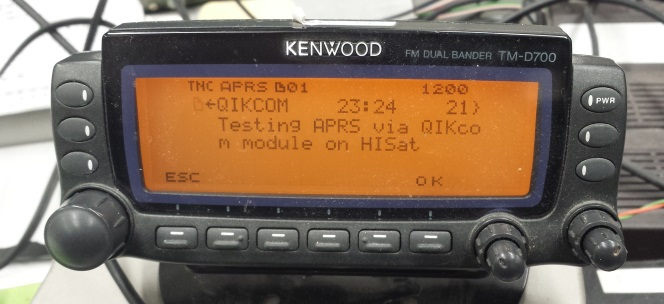 KENWOOD FM DUAL BANDER TM-D700
TNC APRS 01 1200
←QIKCOM 23:24 21}
PWR
Testing APRS via QIKco
m module on HISat
ESC OK